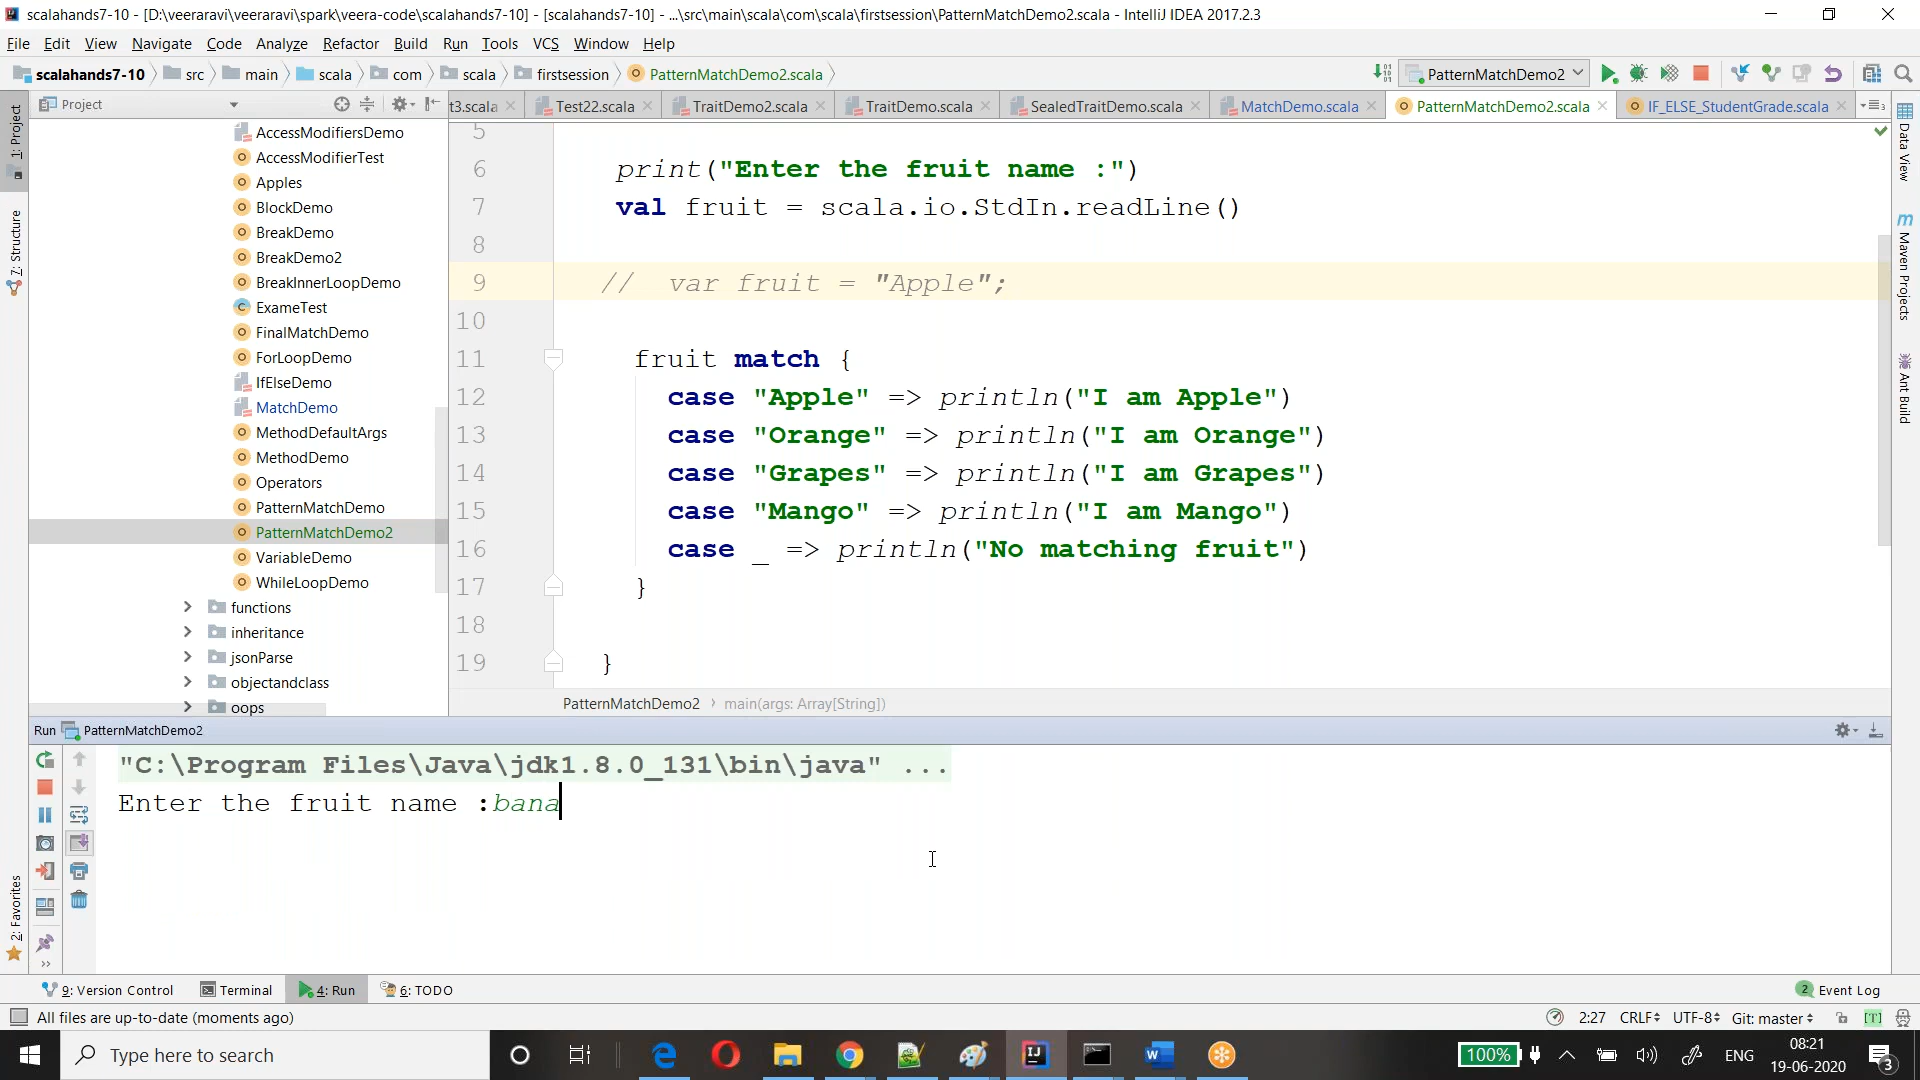 scalahands7-10 - [D:\veeraravi\veeraravi\spark\veera-code\scalahands7-10] - [scalahands7-10] - ...\src\main\scala\com\scala\firstsession\PatternMatchDemo2.scala - IntelliJ IDEA 2017.2.3
File Edit View Navigate Code Analyze Refactor Build Run Tools VCS Window Help
scalahands7-10 src main scala com scala firstsession PatternMatchDemo2.scala PatternMatchDemo2
Project t3.scala Test22.scala TraitDemo2.scala TraitDemo.scala SealedTraitDemo.scala MatchDemo.scala PatternMatchDemo2.scala IF_ELSE_StudentGrade.scala
1: Project
7: Structure
2: Favorites
AccessModifiersDemo
AccessModifierTest
Apples
BlockDemo
BreakDemo
BreakDemo2
BreakInnerLoopDemo
ExameTest
FinalMatchDemo
ForLoopDemo
IfElseDemo
MatchDemo
MethodDefaultArgs
MethodDemo
Operators
PatternMatchDemo
PatternMatchDemo2
VariableDemo
WhileLoopDemo
functions
inheritance
jsonParse
objectandclass
oops
5
6 print("Enter the fruit name :")
7 val fruit = scala.io.StdIn.readLine()
8
9 // var fruit = "Apple";
10
11 fruit match {
12 case "Apple" => println("I am Apple")
13 case "Orange" => println("I am Orange")
14 case "Grapes" => println("I am Grapes")
15 case "Mango" => println("I am Mango")
16 case _ => println("No matching fruit")
17 }
18
19 }
PatternMatchDemo2 main(args: Array[String])
Data View
Maven Projects
Ant Build
Run PatternMatchDemo2
"C:\Program Files\Java\jdk1.8.0_131\bin\java" ...
Enter the fruit name :bana
9: Version Control Terminal 4: Run 6: TODO 2 Event Log
All files are up-to-date (moments ago) 2:27 CRLF UTF-8 Git: master [T]
Type here to search 100% ENG 08:21
19-06-2020 3